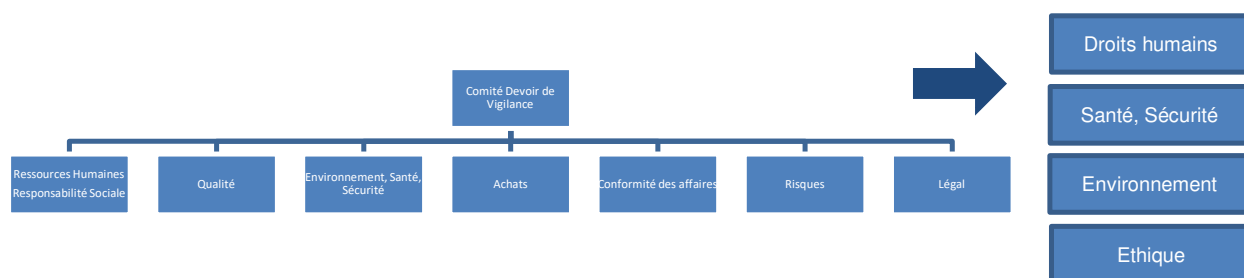 Comité Devoir de
Vigilance
Ressources Humaines
Responsabilité Sociale
Qualité
Environnement, Santé,
Sécurité
Achats
Conformité des affaires
Risques
Légal
Droits humains
Santé, Sécurité
Environnement
Ethique